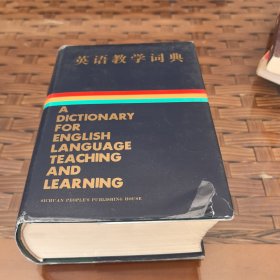 英语教学词典
A
DICTIONARY
FOR
ENGLISH
LANGUAGE
TEACHING
AND
LEARNING
SICHUAN PEOPLE'S PUBLISHING HOUSE